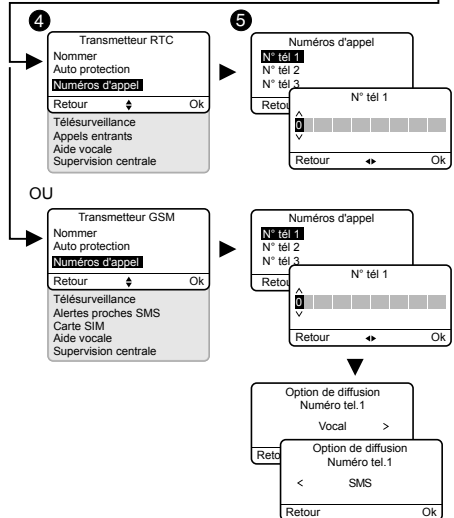 4
5
Transmetteur RTC
Nommer
Auto protection
Numéros d'appel
Retour Ok
Télésurveillance
Appels entrants
Aide vocale
Supervision centrale
Numéros d'appel
N° tél 1
N° tél 2
N° tél 3
Retou
N° tél 1
0
Retour Ok
OU
Transmetteur GSM
Nommer
Auto protection
Numéros d'appel
Retour Ok
Télésurveillance
Alertes proches SMS
Carte SIM
Aide vocale
Supervision centrale
Numéros d'appel
N° tél 1
N° tél 2
N° tél 3
Retou
N° tél 1
0
Retour Ok
Option de diffusion
Numéro tel.1
Vocal >
Reto
Option de diffusion
Numéro tel.1
< SMS
Retour Ok